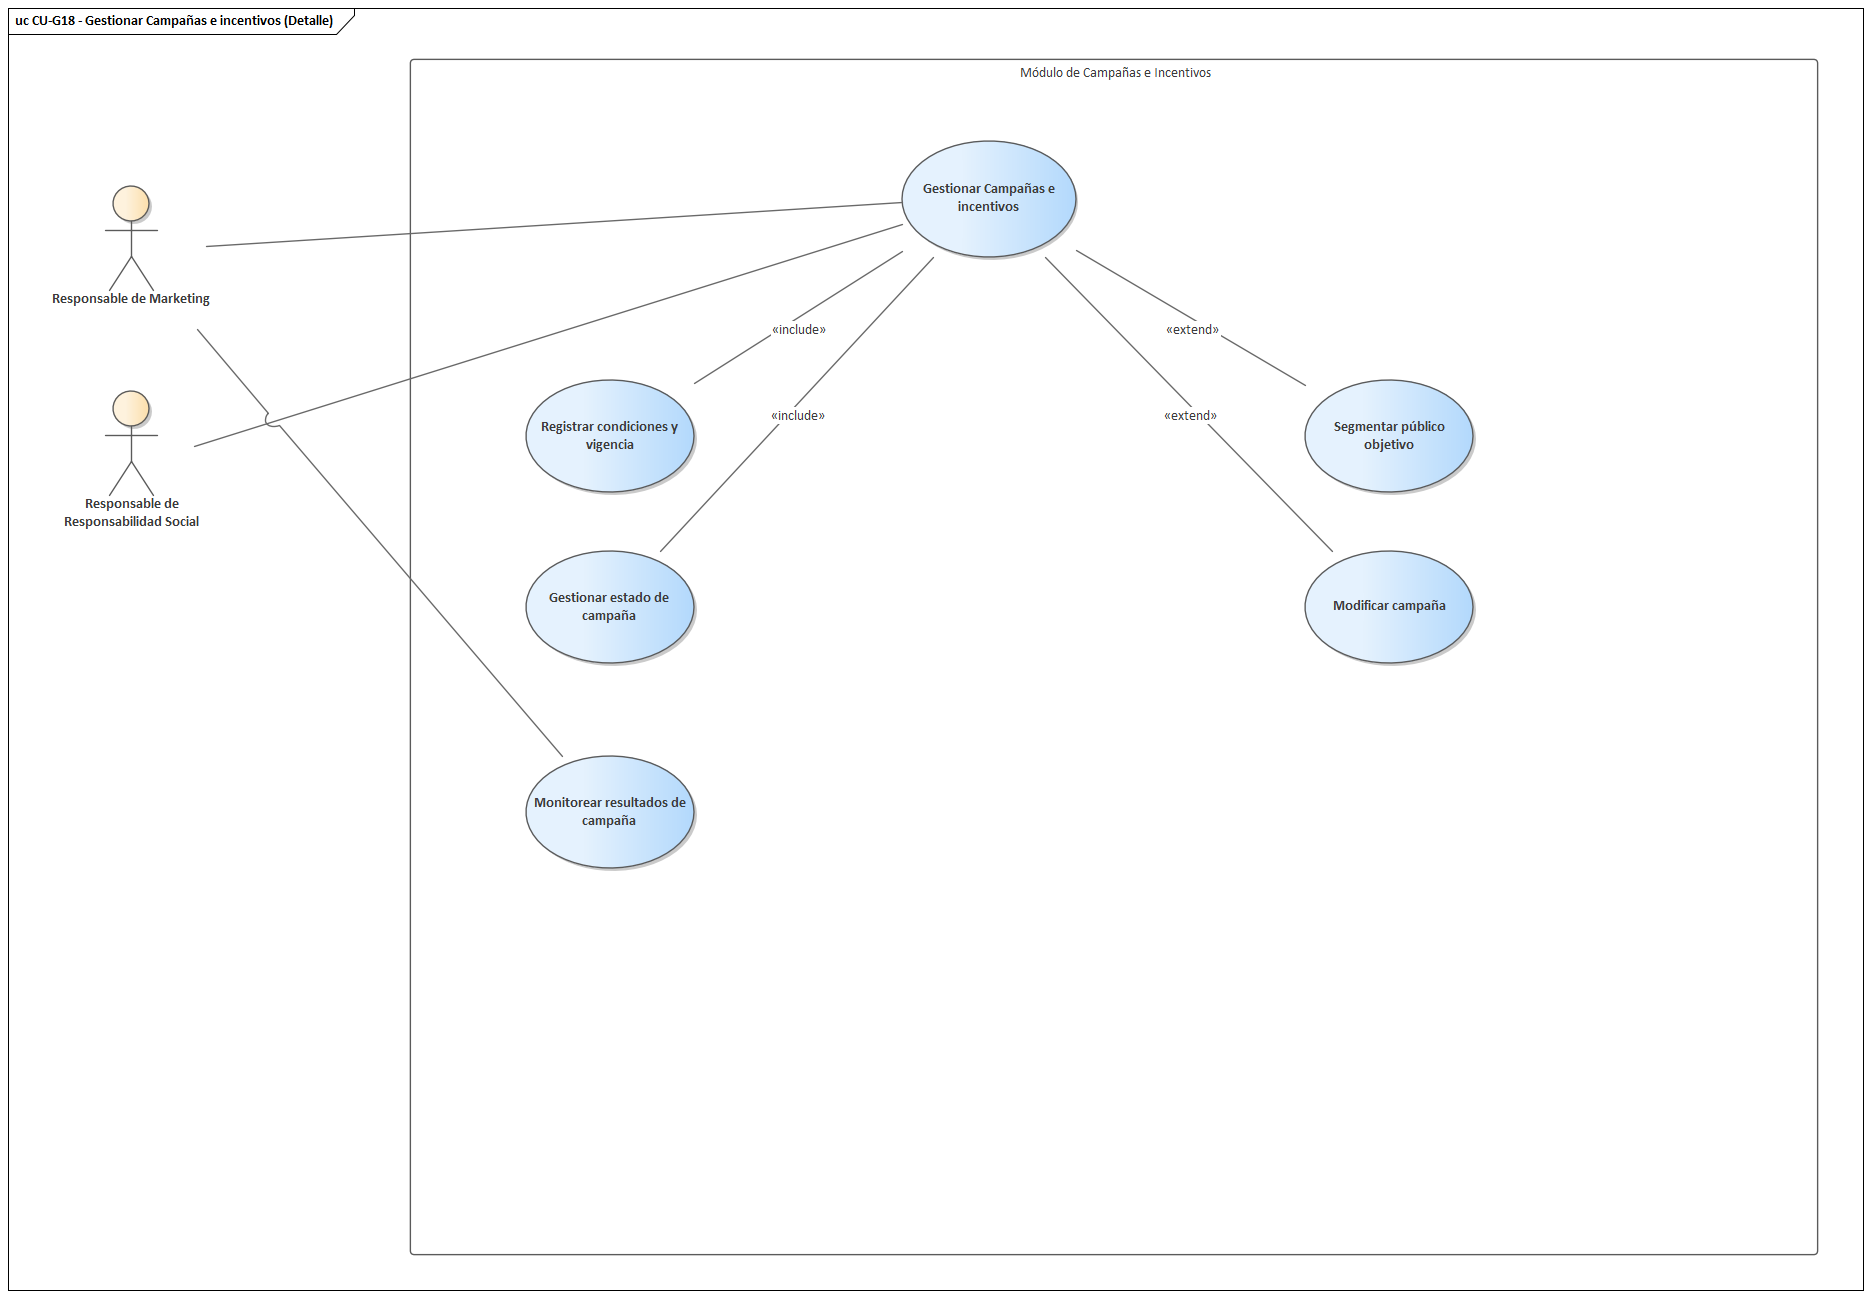 uc CU-G18 - Gestionar Campañas e incentivos (Detalle)
Módulo de Campañas e Incentivos
Gestionar Campañas e
incentivos
Responsable de Marketing
«include»
«extend»
«include»
«extend»
Registrar condiciones y
vigencia
Segmentar público
objetivo
Responsable de
Responsabilidad Social
Gestionar estado de
campaña
Modificar campaña
Monitorear resultados de
campaña